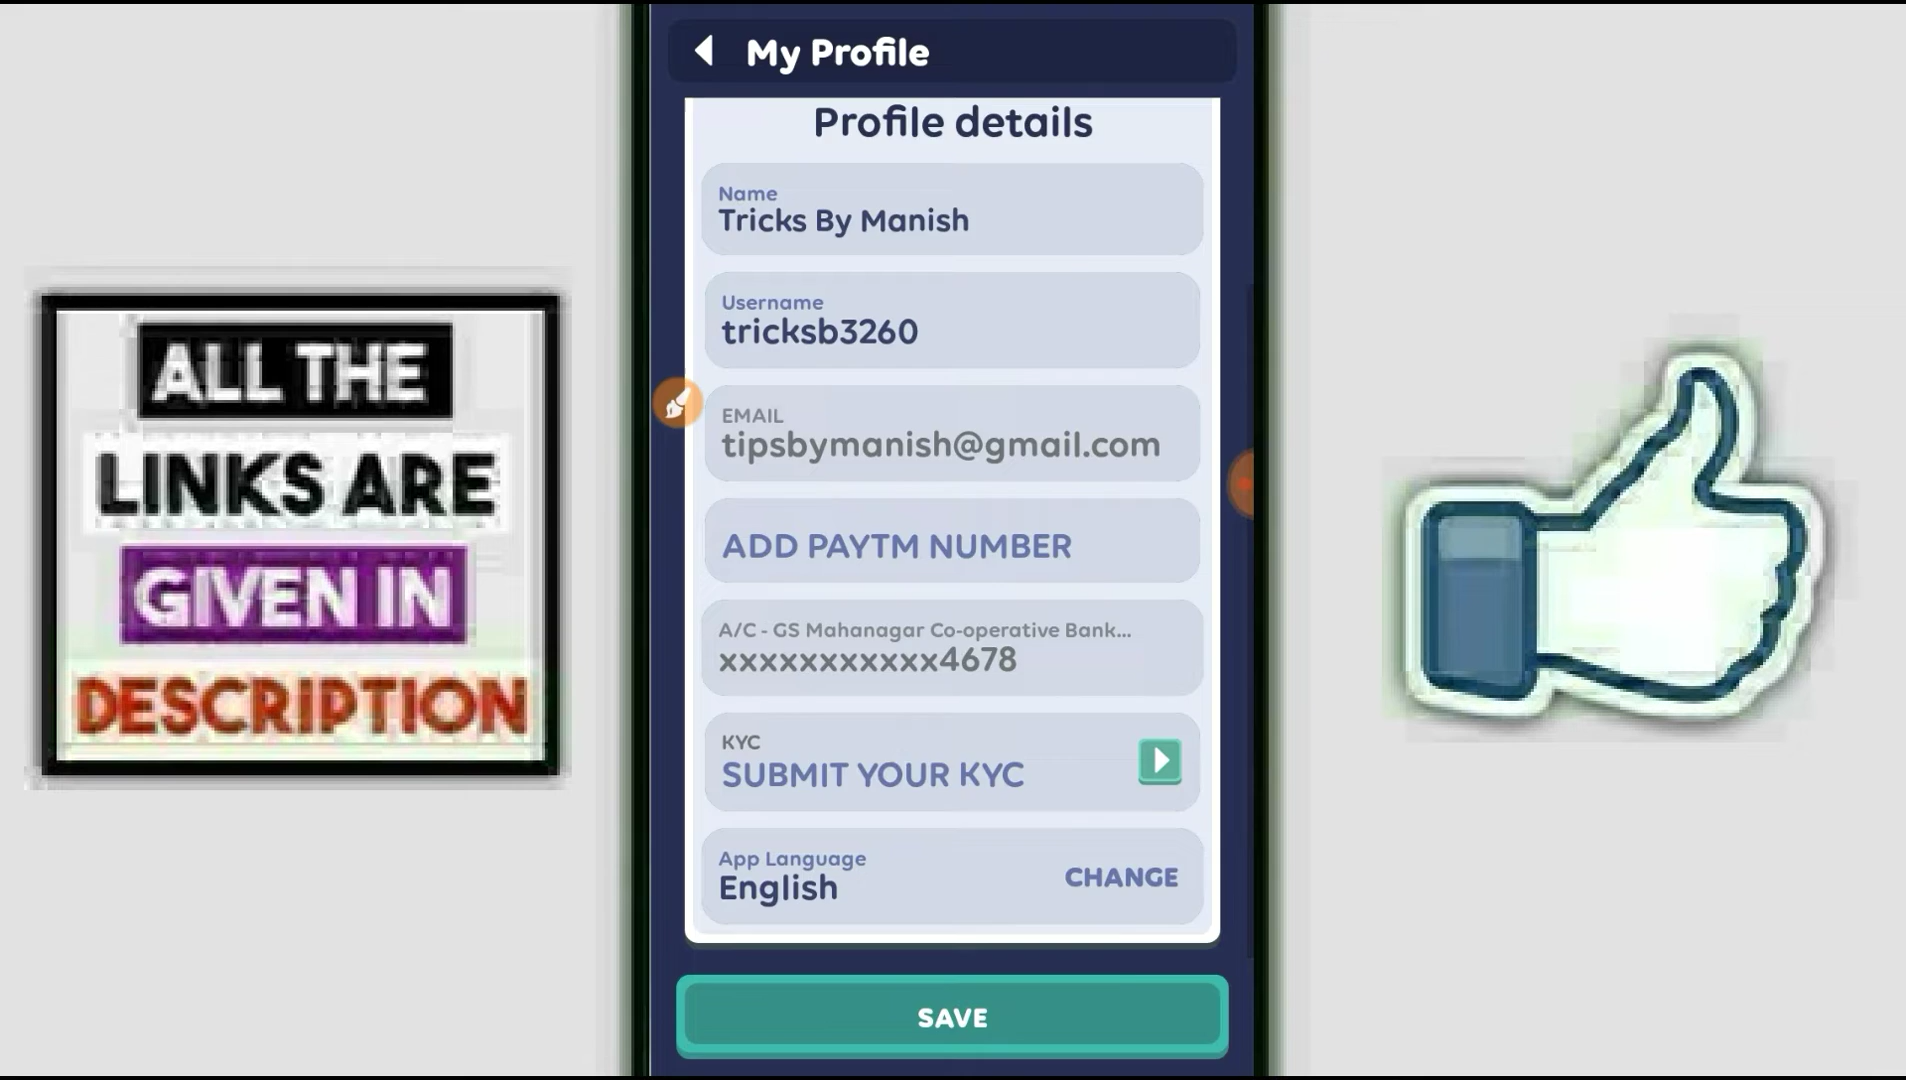 My Profile
Profile details
Name
Tricks By Manish
Username
tricksb3260
EMAIL
tipsbymanish@gmail.com
ADD PAYTM NUMBER
A/C - GS Mahanagar Co-operative Bank...
xxxxxxxxxxx4678
KYC
SUBMIT YOUR KYC
App Language
English
CHANGE
SAVE
ALL THE
LINKS ARE
GIVEN IN
DESCRIPTION